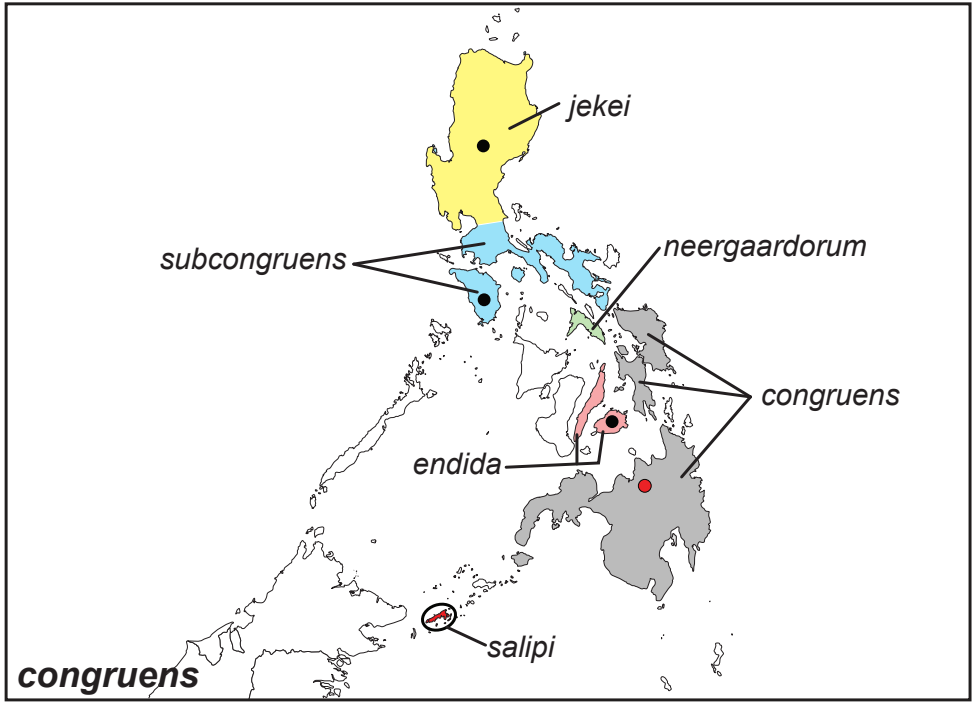 jekei
subcongruens
neergaardorum
congruens
endida
salipi
congruens